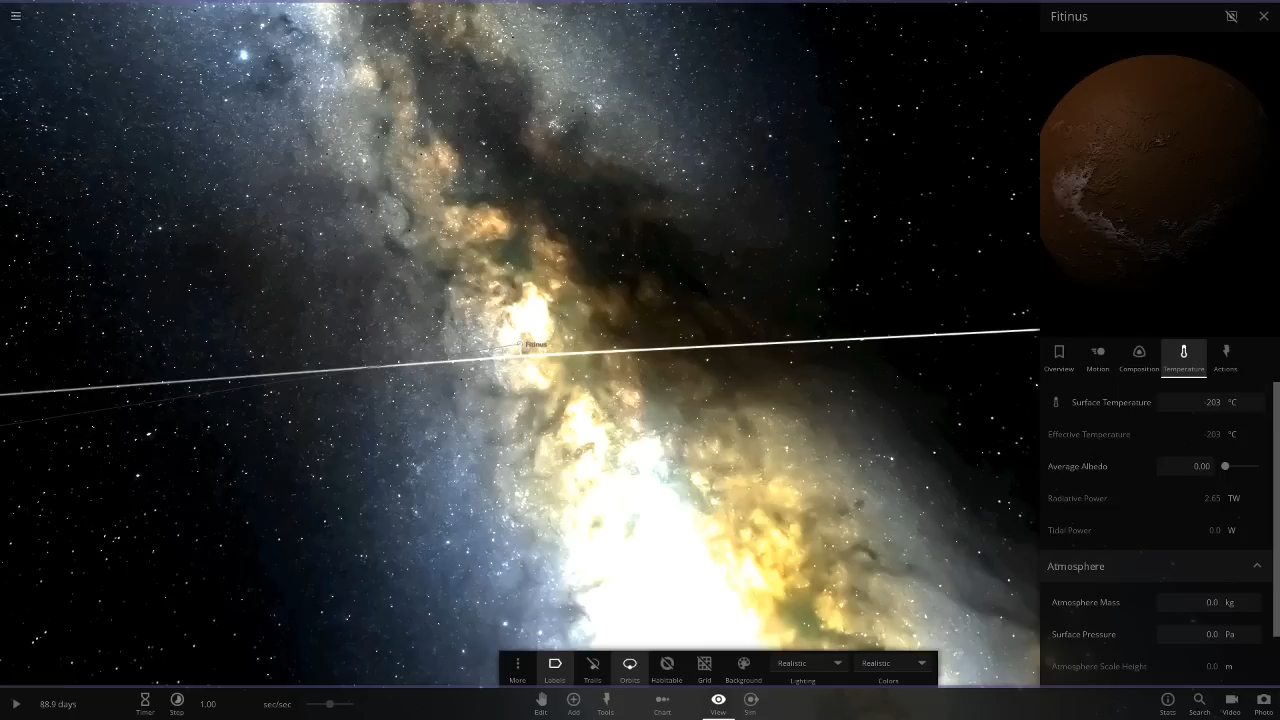 Fitinus
Fitinus
Overview Motion Composition Temperature Actions
Surface Temperature -203 °C
Effective Temperature -203 °C
Average Albedo 0.00
Radiative Power 2.65 TW
Tidal Power 0.0 W
Atmosphere
Atmosphere Mass 0.0 kg
Surface Pressure 0.0 Pa
Atmosphere Scale Height 0.0 m
Realistic Realistic
More Labels Trails Orbits Habitable Grid Background Lighting Colors
88.9 days Timer Step 1.00 sec/sec Edit Add Tools Chart View Sim Stats Search Video Photo